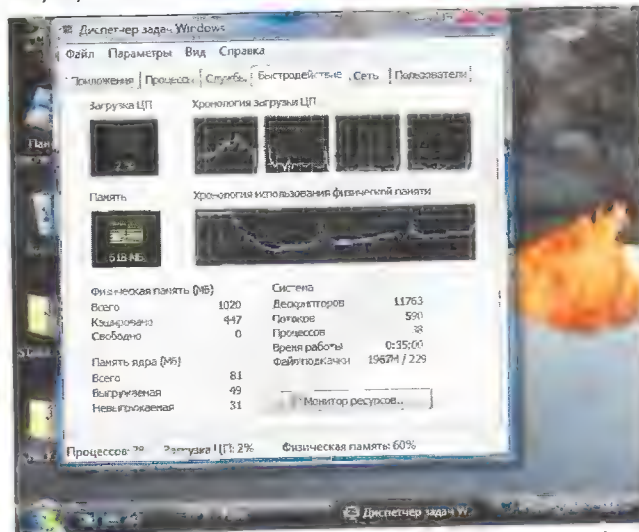 Диспетчер задач Windows
Файл Параметры Вид Справка
Приложения Процессы Службы Быстродействие Сеть Пользователи
Загрузка ЦП Хронология загрузки ЦП
2%
Память Хронология использования физической памяти
618 МБ
Физическая память (МБ)
Всего 1020
Кэшировано 447
Свободно 0
Память ядра (МБ)
Всего 81
Выгружаемая 49
Невыгружаемая 31
Система
Дескрипторов 11763
Потоков 590
Процессов 38
Время работы 0:35:00
Файл подкачки 1967M / 229
Монитор ресурсов...
Процессов: Загрузка ЦП: 2% Физическая память: 60%
Диспетчер задач W...